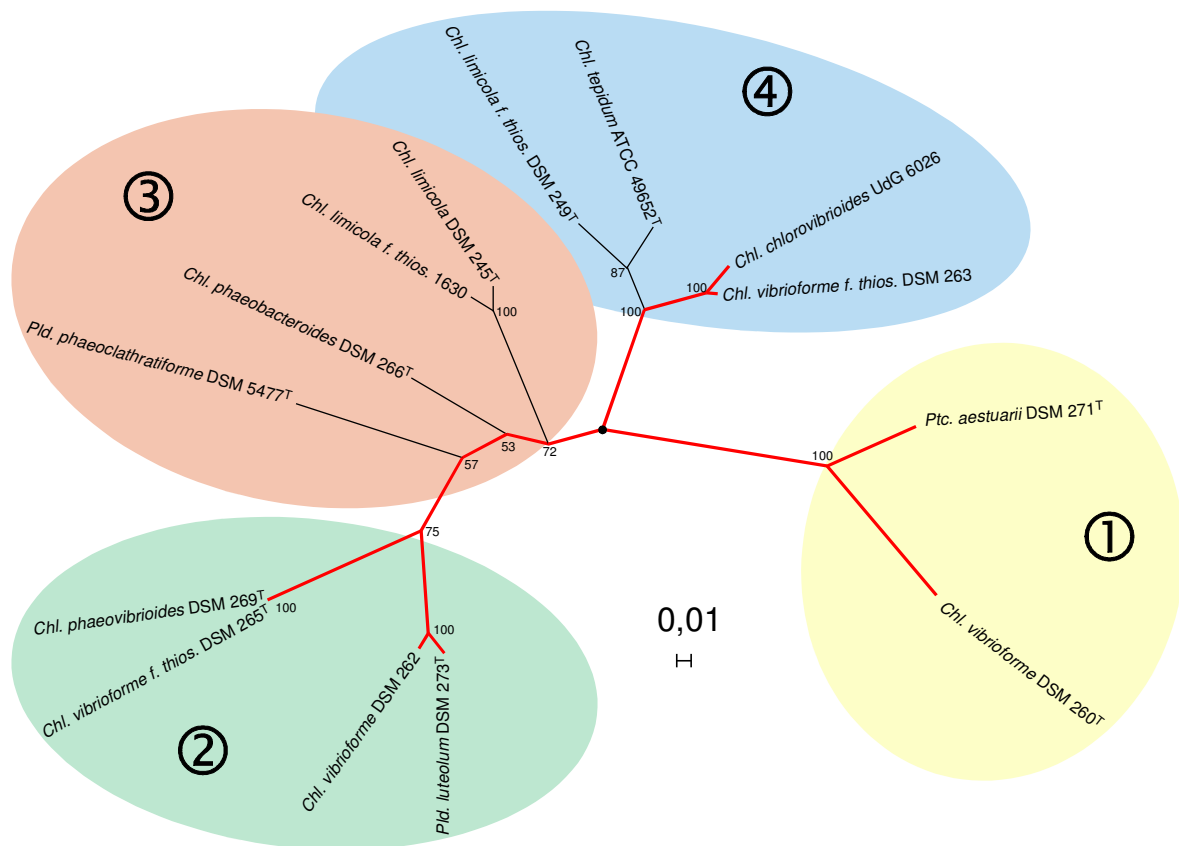 ④
Chl. limicola f. thios. DSM 249T
Chl. tepidum ATCC 49652T
Chl. chlorovibrioides UdG 6026
Chl. vibrioforme f. thios. DSM 263
87
100
100
③
Chl. limicola DSM 245T
Chl. limicola f. thios. 1630
Chl. phaeobacteroides DSM 266T
Pld. phaeoclathratiforme DSM 5477T
100
72
53
57
①
Ptc. aestuarii DSM 271T
100
Chl. vibrioforme DSM 260T
75
Chl. phaeovibrioides DSM 269T
Chl. vibrioforme f. thios. DSM 265T
100
100
Chl. vibrioforme DSM 262
Pld. luteolum DSM 273T
②
0,01